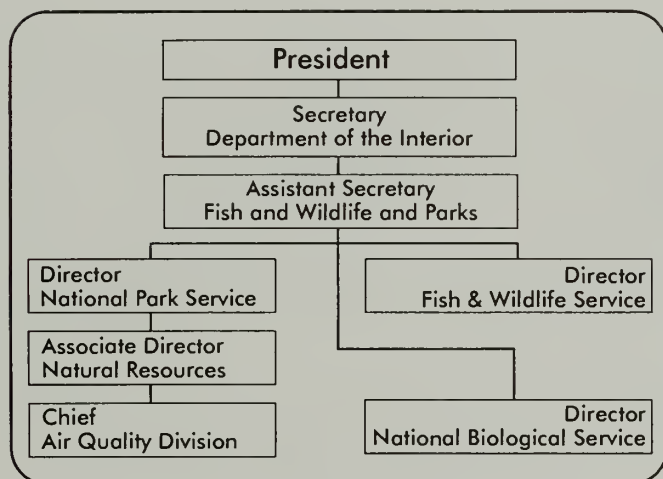 President
Secretary
Department of the Interior
Assistant Secretary
Fish and Wildlife and Parks
Director
National Park Service
Director
Fish & Wildlife Service
Associate Director
Natural Resources
Chief
Air Quality Division
Director
National Biological Service